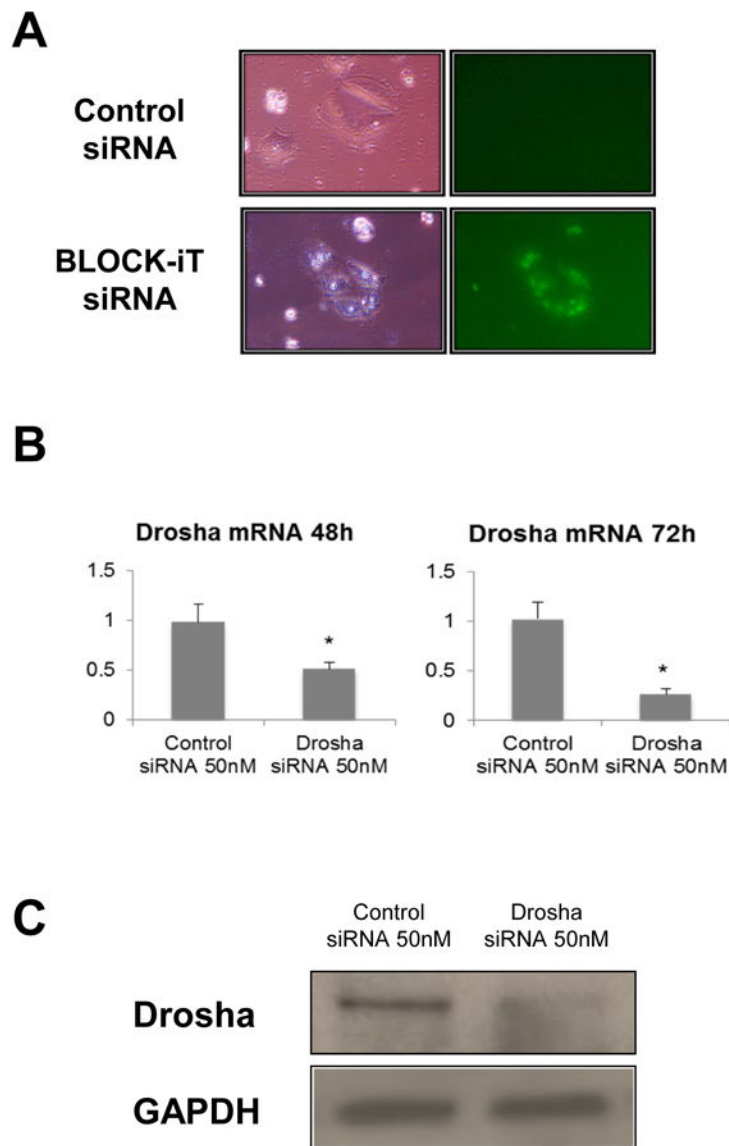 A
Control
siRNA
BLOCK-iT
siRNA
B
Drosha mRNA 48h
1.5
1
0.5
0
*
Control
siRNA 50nM
Drosha
siRNA 50nM
Drosha mRNA 72h
1.5
1
0.5
0
*
Control
siRNA 50nM
Drosha
siRNA 50nM
C
Control
siRNA 50nM
Drosha
siRNA 50nM
Drosha
GAPDH